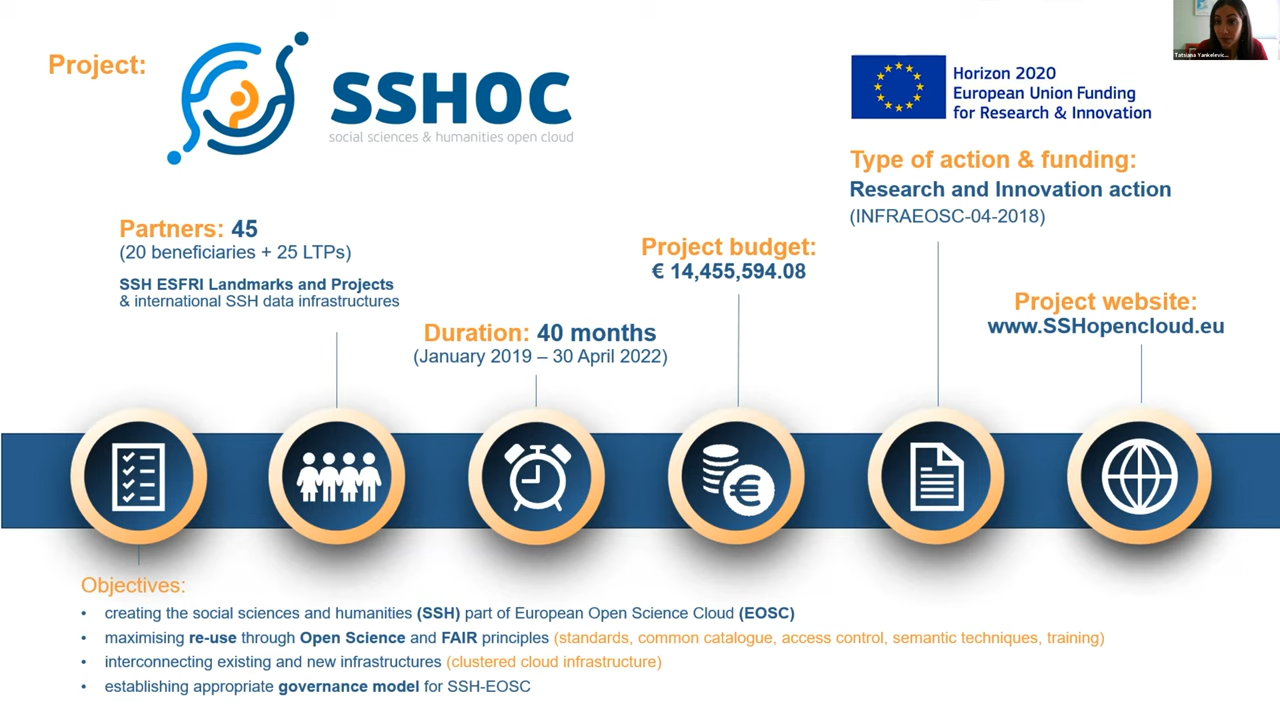 Project:
SSHOC
social sciences & humanities open cloud
Tatsiana Yankelevic...
Horizon 2020
European Union Funding
for Research & Innovation
Type of action & funding:
Research and Innovation action
(INFRAEOSC-04-2018)
Partners: 45
(20 beneficiaries + 25 LTPs)
SSH ESFRI Landmarks and Projects
& international SSH data infrastructures
Project budget:
€ 14,455,594.08
Project website:
www.SSHopencloud.eu
Duration: 40 months
(January 2019 – 30 April 2022)
Objectives:
• creating the social sciences and humanities (SSH) part of European Open Science Cloud (EOSC)
• maximising re-use through Open Science and FAIR principles (standards, common catalogue, access control, semantic techniques, training)
• interconnecting existing and new infrastructures (clustered cloud infrastructure)
• establishing appropriate governance model for SSH-EOSC